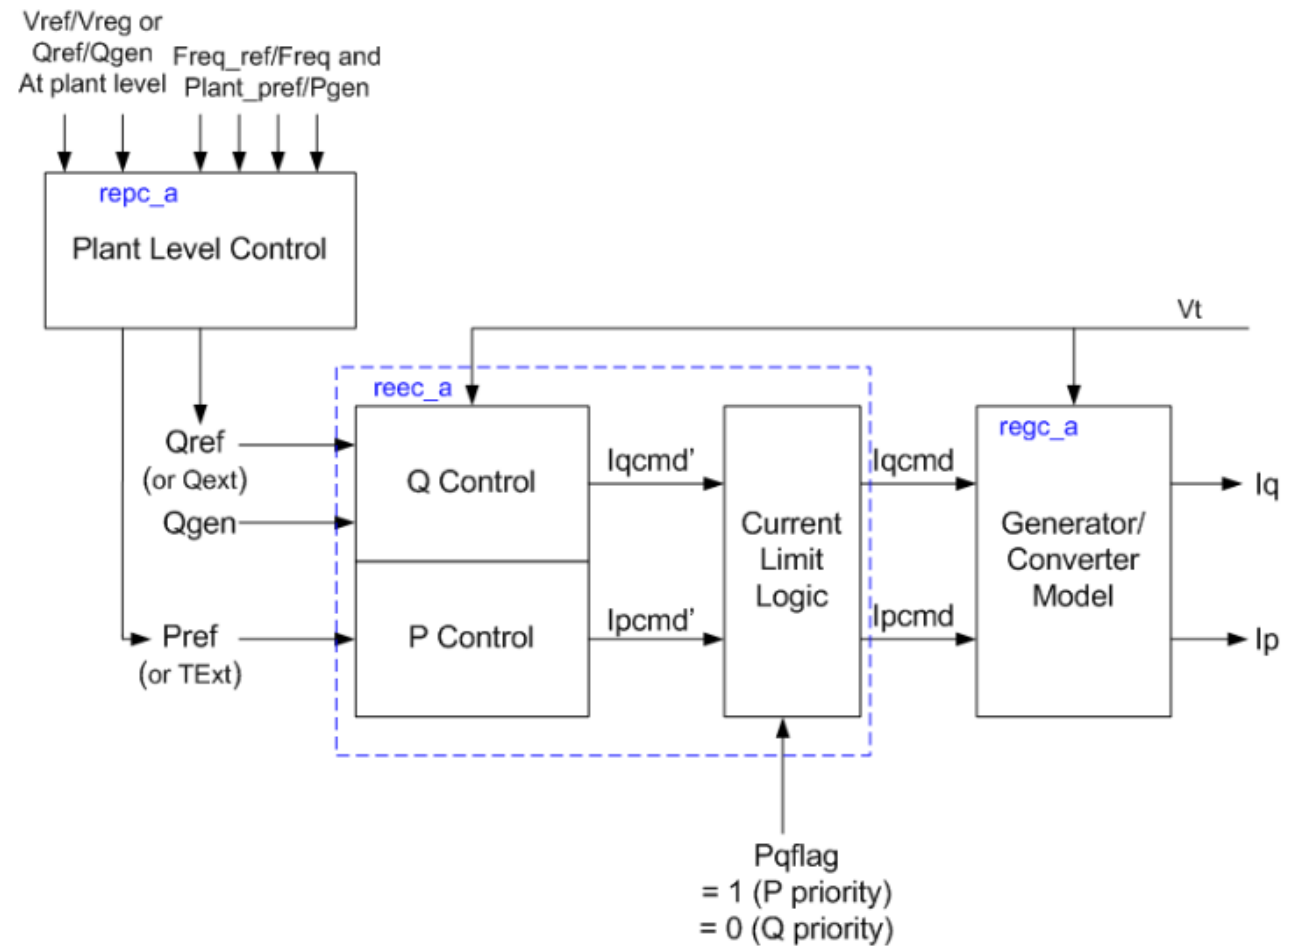 Vref/Vreg or
Qref/Qgen
At plant level
Freq_ref/Freq and
Plant_pref/Pgen
repc_a
Plant Level Control
Vt
reec_a
regc_a
Qref
(or Qext)
Qgen
Pref
(or TExt)
Q Control
P Control
Iqcmd’
Ipcmd’
Current
Limit
Logic
Iqcmd
Ipcmd
Generator/
Converter
Model
Iq
Ip
Pqflag
= 1 (P priority)
= 0 (Q priority)